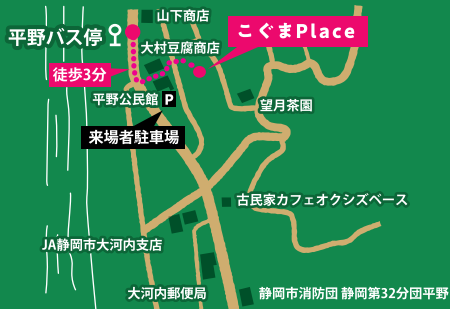 山下商店
平野バス停
こぐまPlace
大村豆腐商店
徒歩3分
平野公民館 P
望月茶園
来場者駐車場
古民家カフェオクシズベース
JA静岡市大河内支店
大河内郵便局
静岡市消防団 静岡第32分団平野